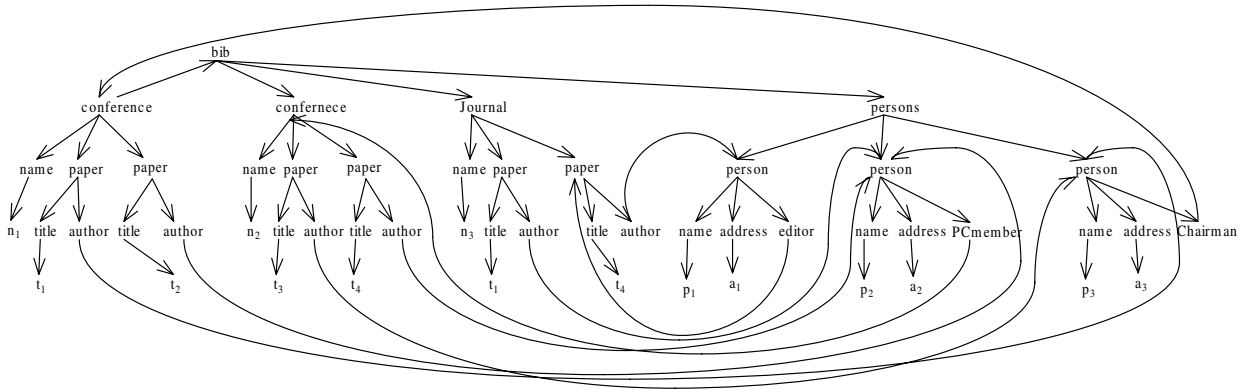 bib
conference confernece Journal persons
name paper paper name paper paper name paper paper person person person
n₁ title author title author n₂ title author title author n₃ title author title author name address editor name address PCmember name address Chairman
t₁ t₂ t₃ t₄ t₁ t₄ p₁ a₁ p₂ a₂ p₃ a₃